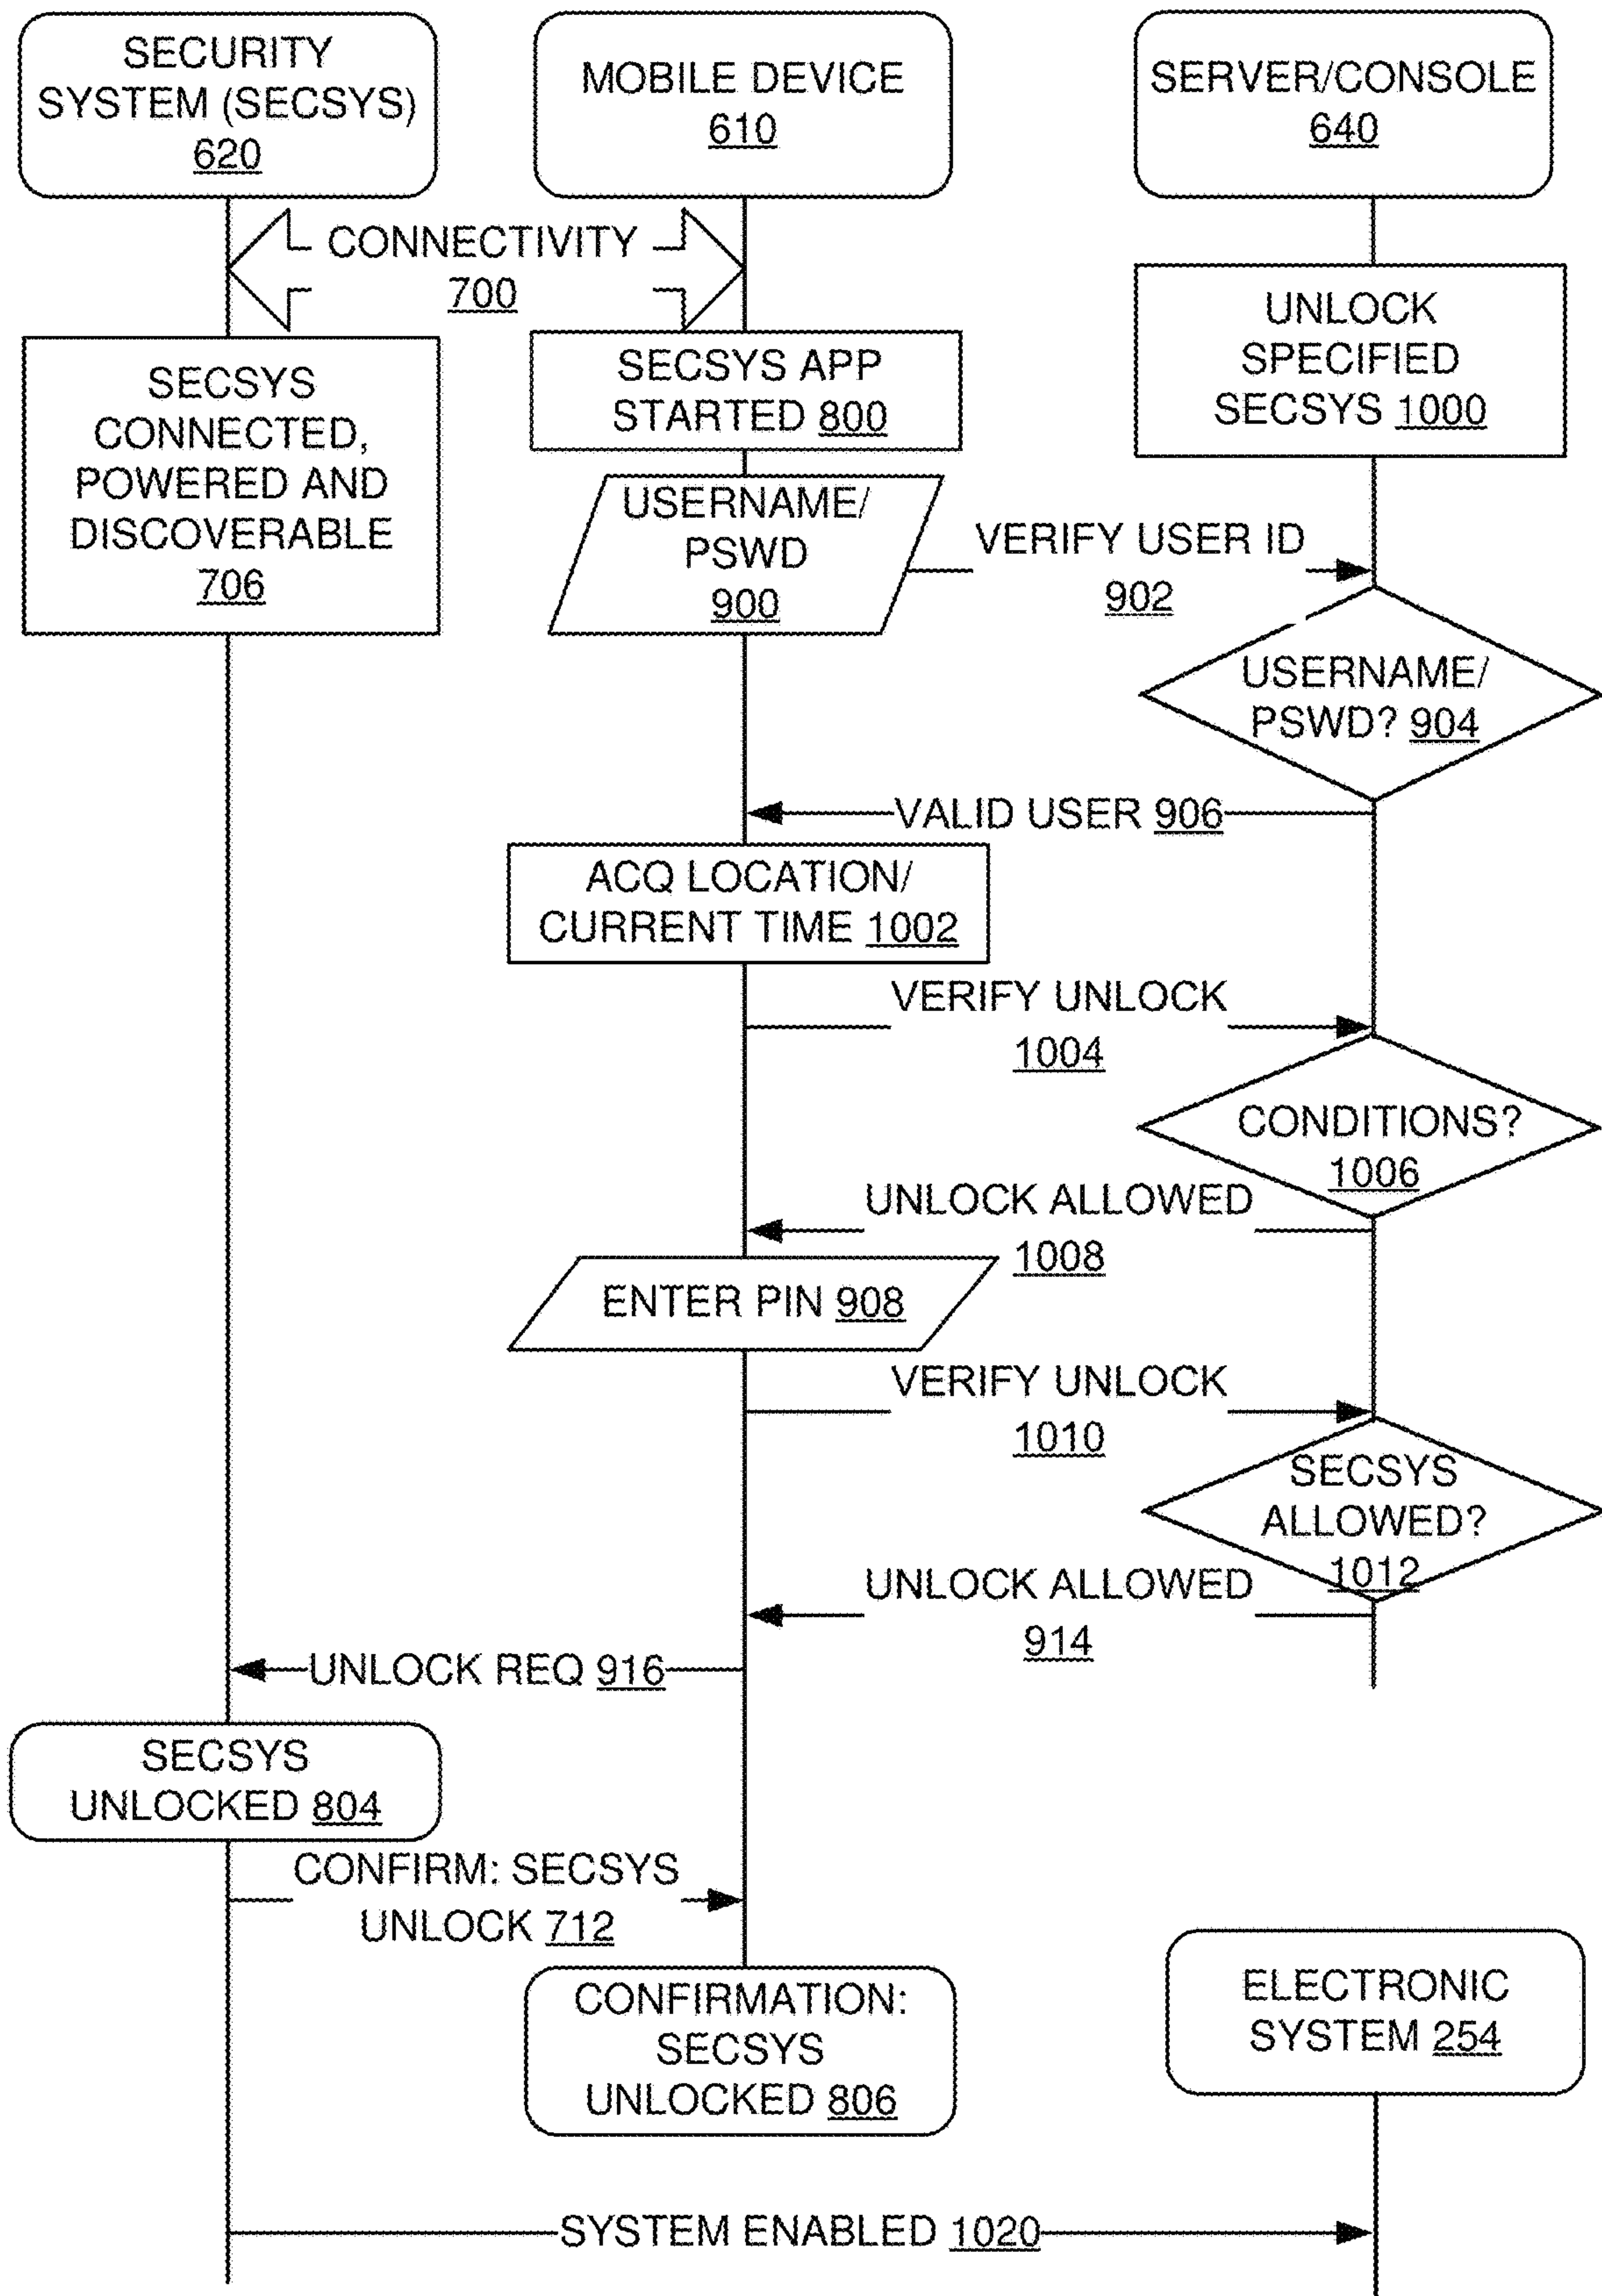 SECURITY
SYSTEM (SECSYS)
620
MOBILE DEVICE
610
SERVER/CONSOLE
640
CONNECTIVITY
700
SECSYS
CONNECTED,
POWERED AND
DISCOVERABLE
706
SECSYS APP
STARTED 800
UNLOCK
SPECIFIED
SECSYS 1000
USERNAME/
PSWD
900
VERIFY USER ID
902
USERNAME/
PSWD? 904
VALID USER 906
ACQ LOCATION/
CURRENT TIME 1002
VERIFY UNLOCK
1004
CONDITIONS?
1006
UNLOCK ALLOWED
1008
ENTER PIN 908
VERIFY UNLOCK
1010
SECSYS
ALLOWED?
1012
UNLOCK ALLOWED
914
UNLOCK REQ 916
SECSYS
UNLOCKED 804
CONFIRM: SECSYS
UNLOCK 712
CONFIRMATION:
SECSYS
UNLOCKED 806
ELECTRONIC
SYSTEM 254
SYSTEM ENABLED 1020